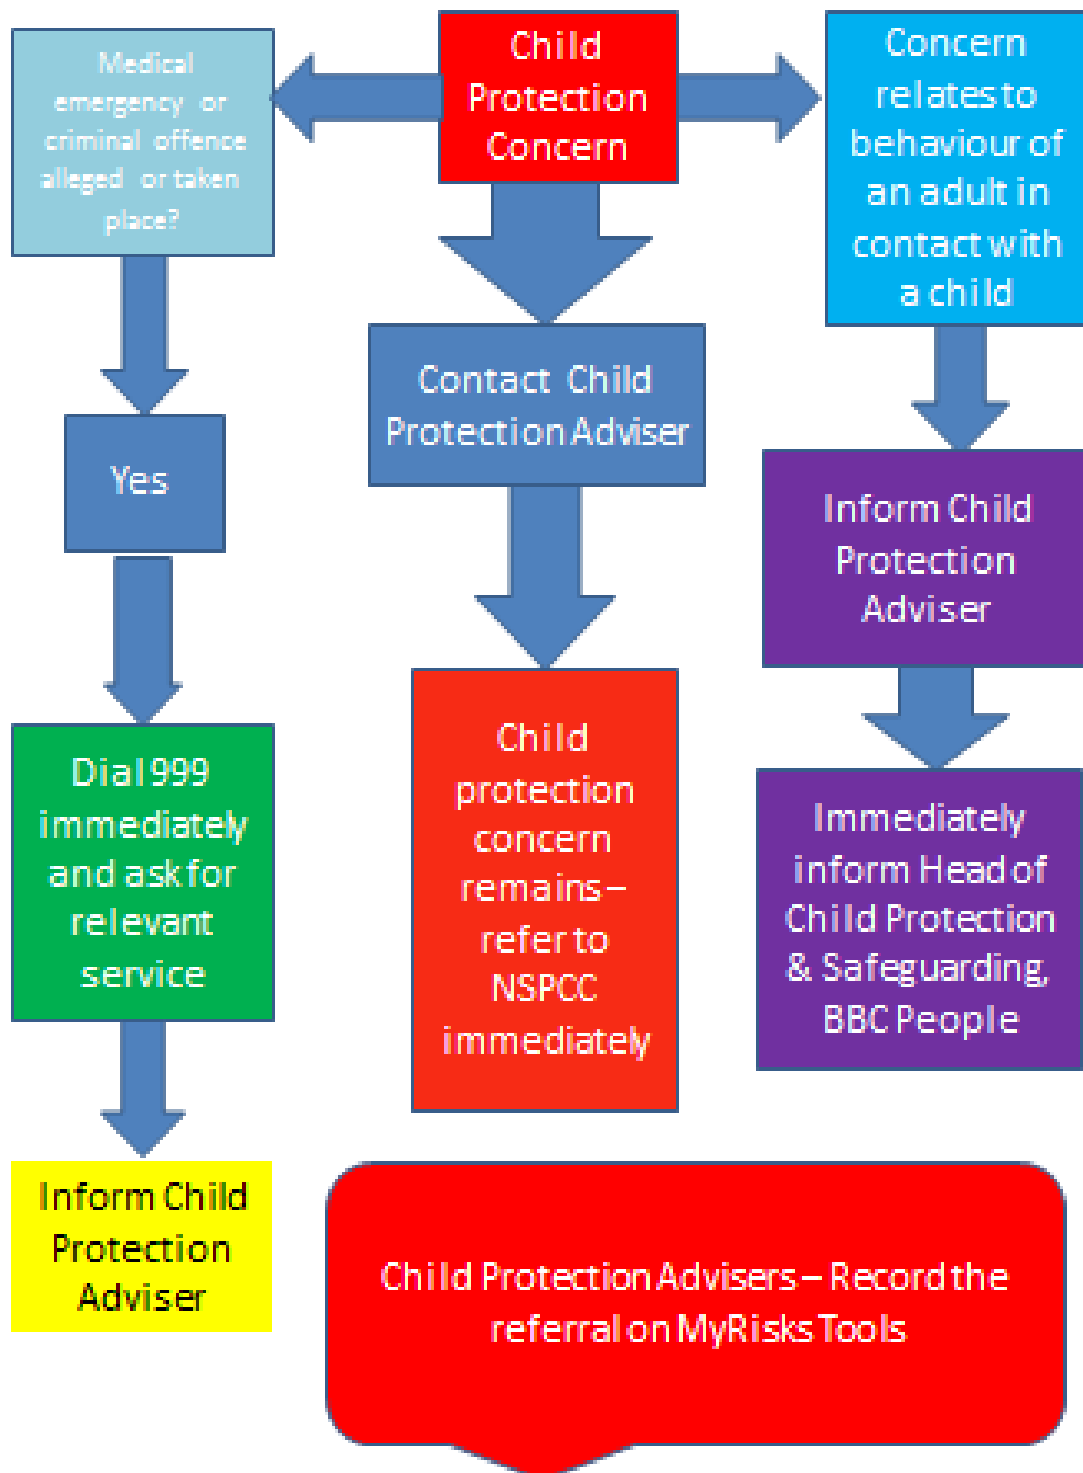 Child
Protection
Concern
Medical
emergency or
criminal offence
alleged or taken
place?
Yes
Dial 999
immediately
and ask for
relevant
service
Inform Child
Protection
Adviser
Contact Child
Protection Adviser
Child
protection
concern
remains –
refer to
NSPCC
immediately
Concern
relates to
behaviour of
an adult in
contact with
a child
Inform Child
Protection
Adviser
Immediately
inform Head of
Child Protection
& Safeguarding,
BBC People
Child Protection Advisers – Record the
referral on MyRisks Tools